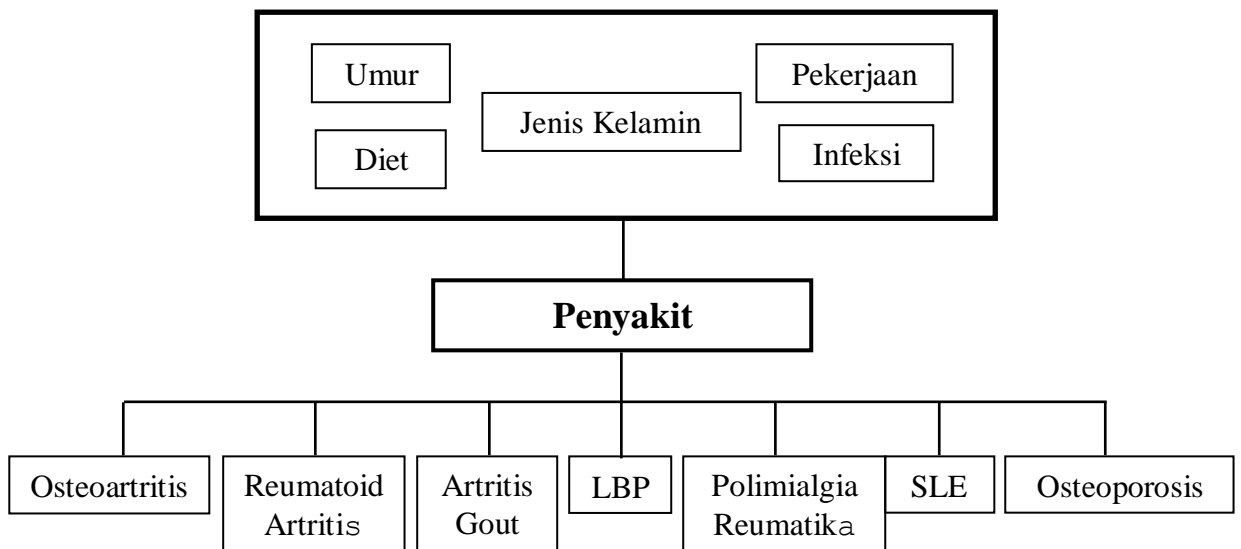 Umur
Pekerjaan
Jenis Kelamin
Diet
Infeksi
Penyakit
Osteoartritis
Reumatoid
Artritis
Artritis
Gout
LBP
Polimialgia
Reumatika
SLE
Osteoporosis